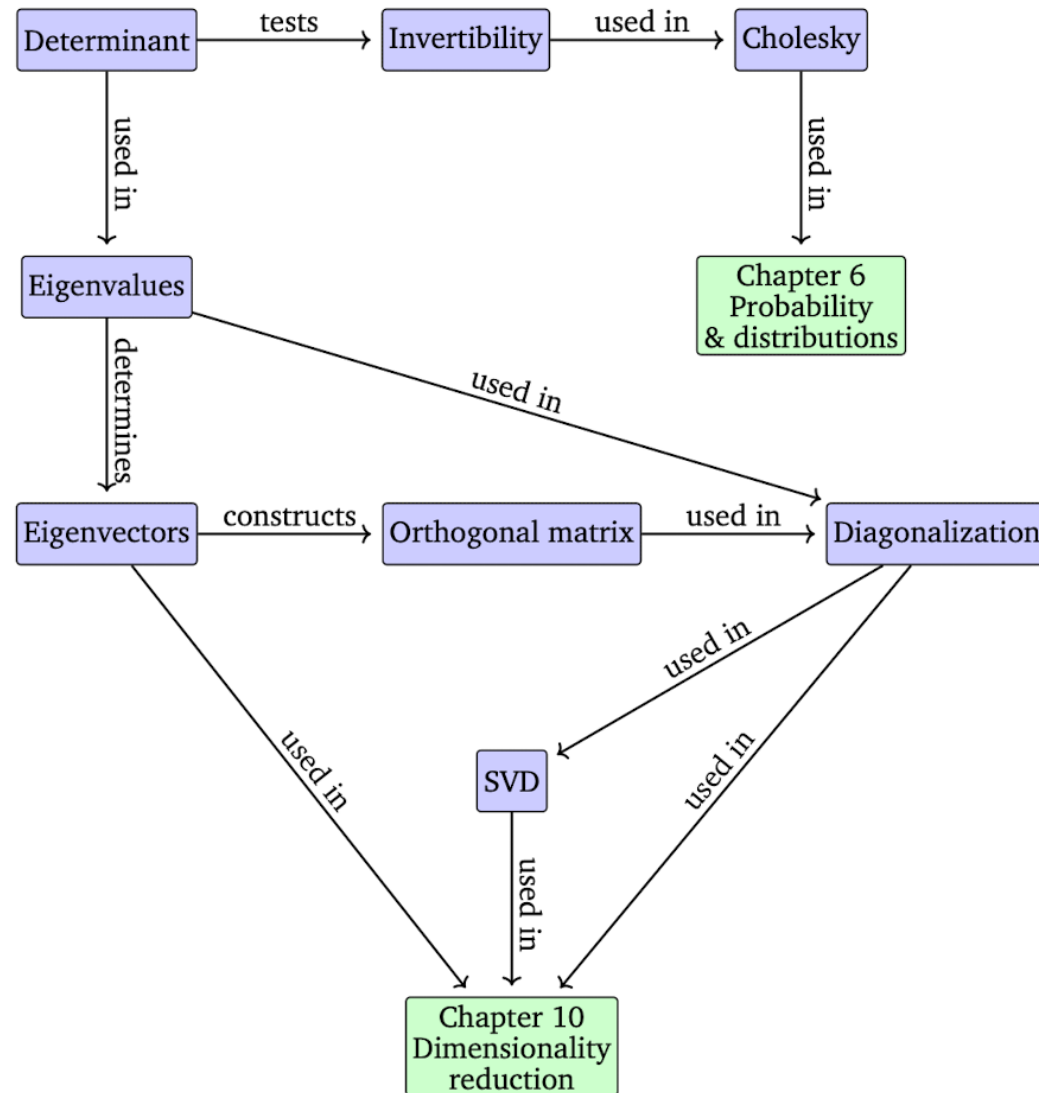 Determinant
tests
Invertibility
used in
Cholesky
used in
used in
Eigenvalues
Chapter 6
Probability
& distributions
determines
used in
Eigenvectors
constructs
Orthogonal matrix
used in
Diagonalization
used in
used in
used in
SVD
used in
Chapter 10
Dimensionality
reduction